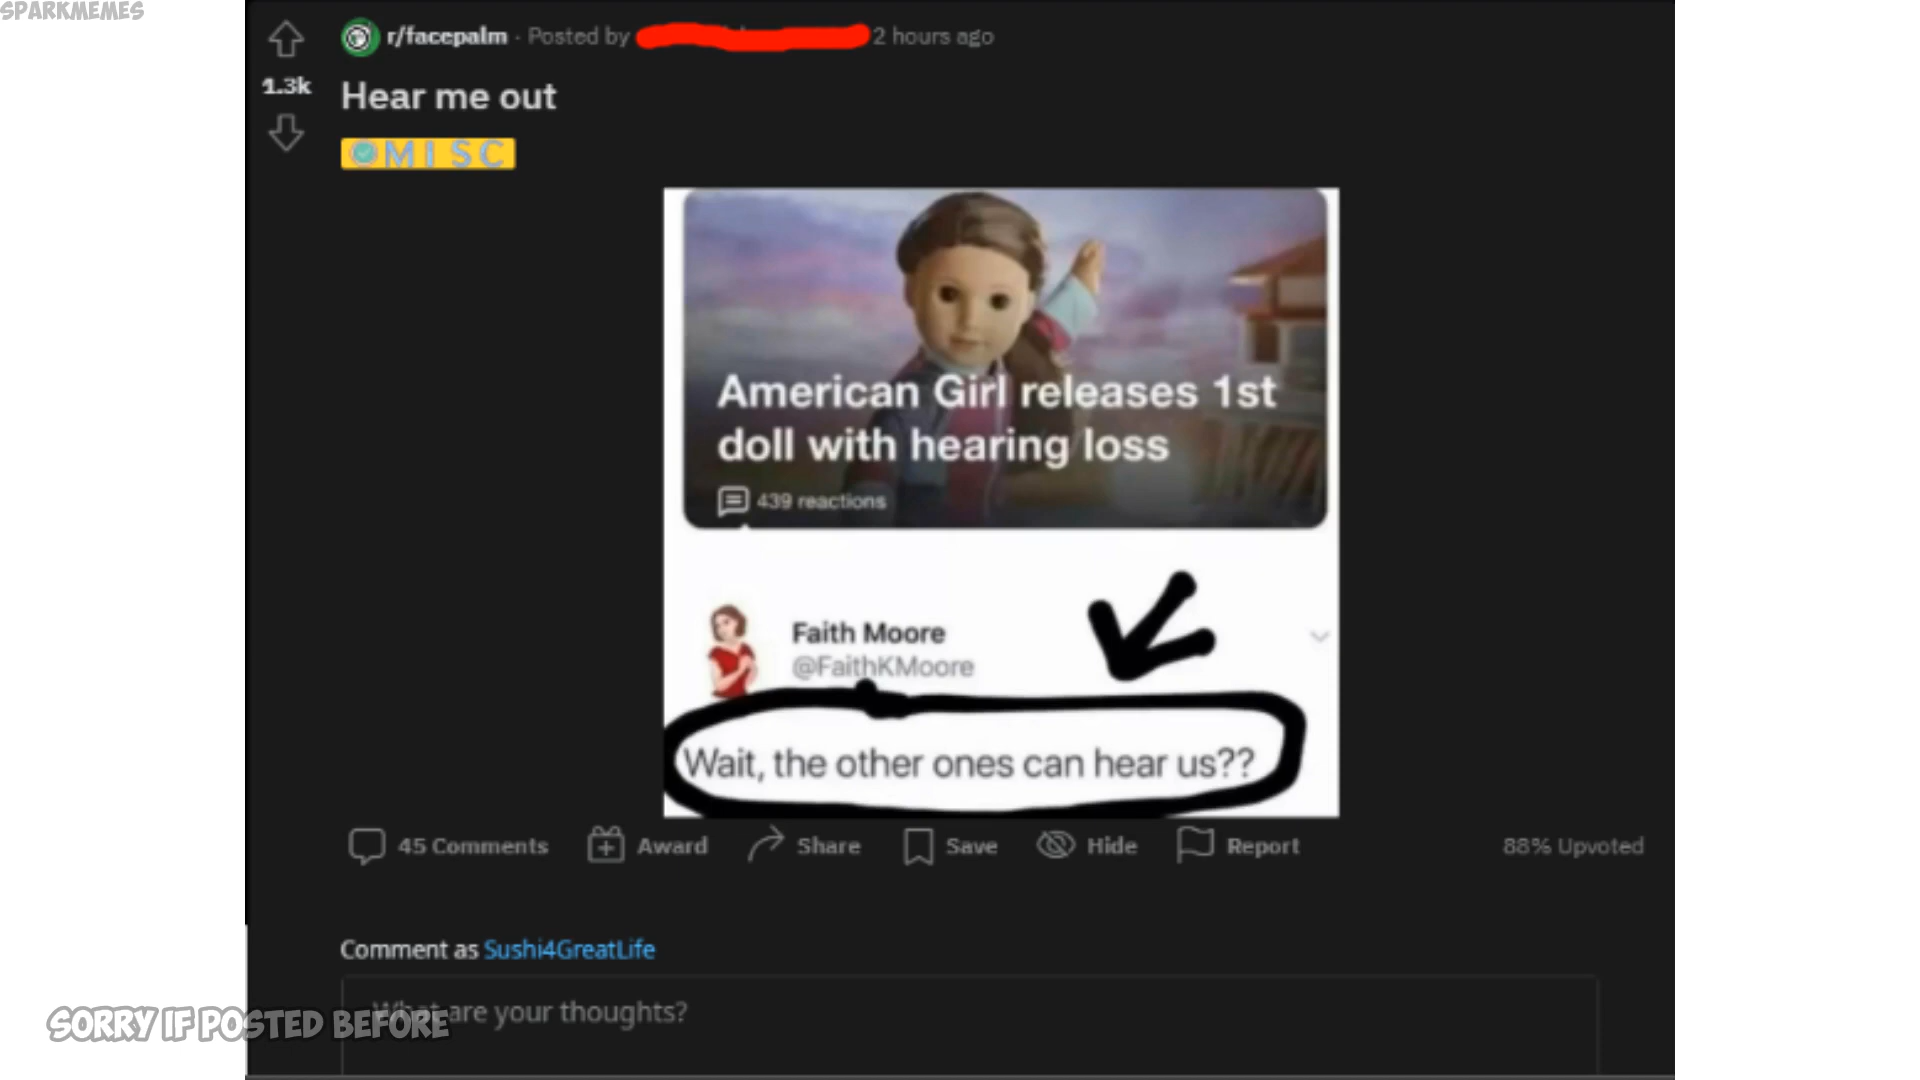 SPARKMEMES
r/facepalm · Posted by 2 hours ago
1.3k
Hear me out
MISC
American Girl releases 1st
doll with hearing loss
439 reactions
Faith Moore
@FaithKMoore
Wait, the other ones can hear us??
45 Comments Award Share Save Hide Report 88% Upvoted
Comment as Sushi4GreatLife
What are your thoughts?
SORRY IF POSTED BEFORE